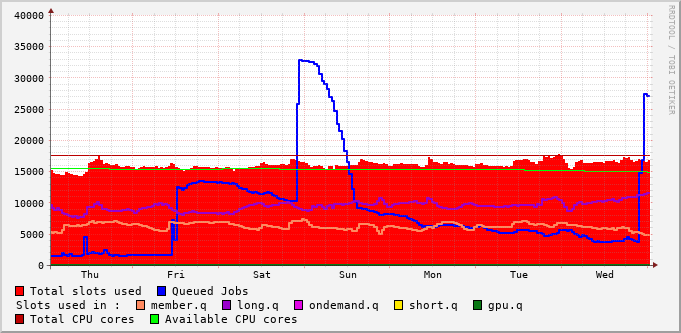 40000
35000
30000
25000
20000
15000
10000
5000
0
Thu Fri Sat Sun Mon Tue Wed
RRDTOOL / TOBI OETIKER
Total slots used Queued Jobs
Slots used in : member.q long.q ondemand.q short.q gpu.q
Total CPU cores Available CPU cores